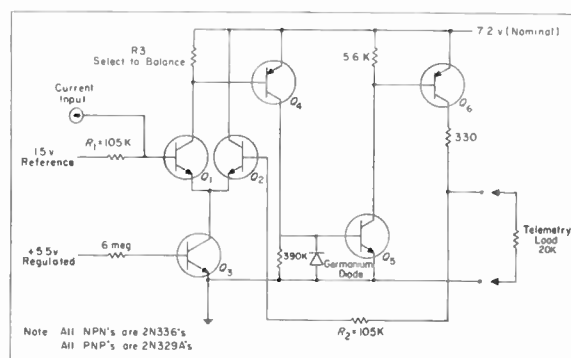 R3
Select to Balance
7.2 v (Nominal)
5.6 K
Q4
Q6
Current
Input
330
R1=105K
1.5 v
Reference
Q1
Q2
+5.5v
Regulated
6 meg
Q3
390K
Germanium
Diode
Q5
Telemetry
Load
20K
R2=105K
Note All NPN's are 2N336's
All PNP's are 2N329A's